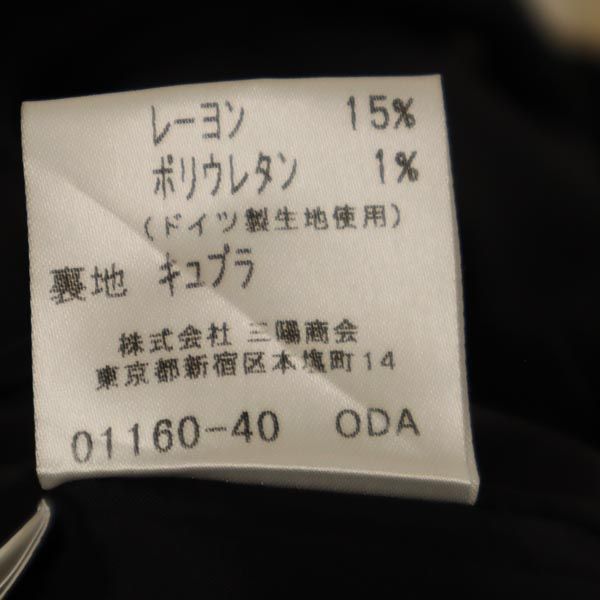 レーヨン 15%
ポリウレタン 1%
(ドイツ製生地使用)
裏地 キュプラ
株式会社 三陽商会
東京都新宿区本塩町14
01160-40 ODA